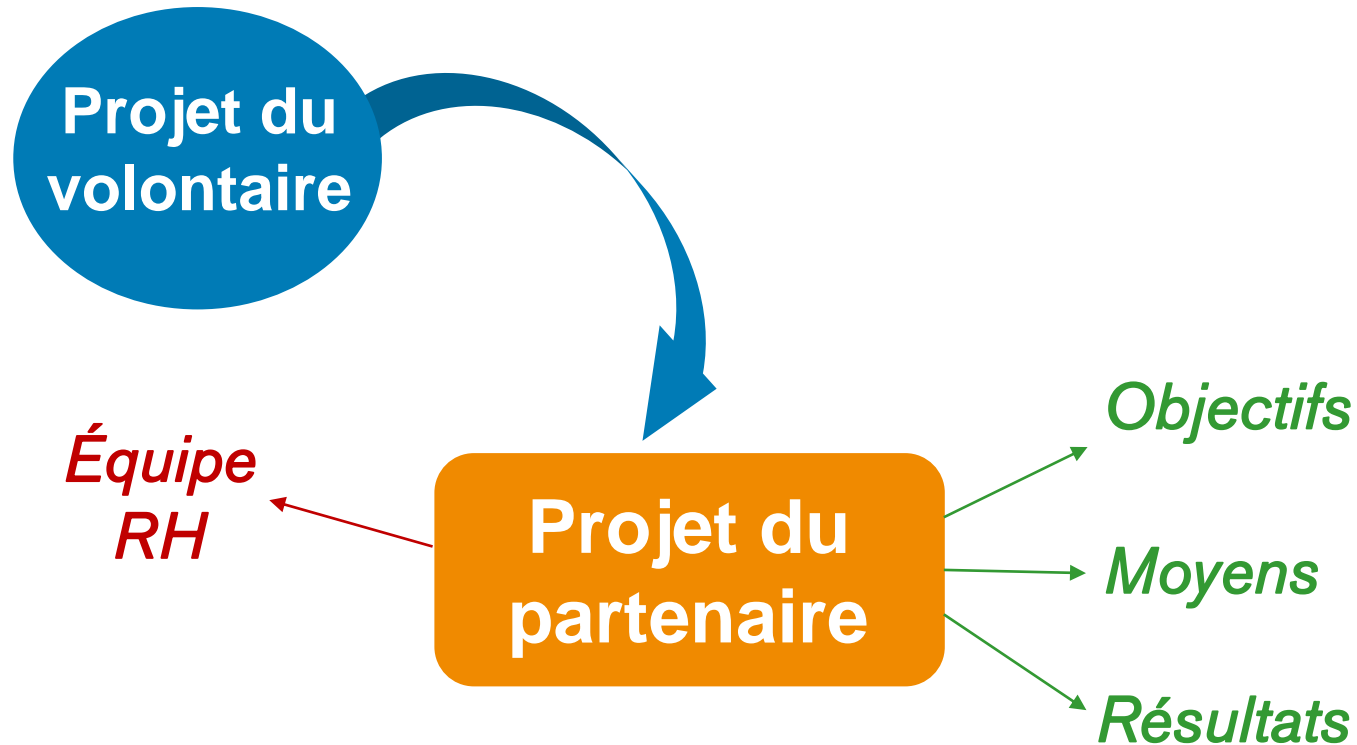 Projet du
volontaire
Équipe
RH
Projet du
partenaire
Objectifs
Moyens
Résultats